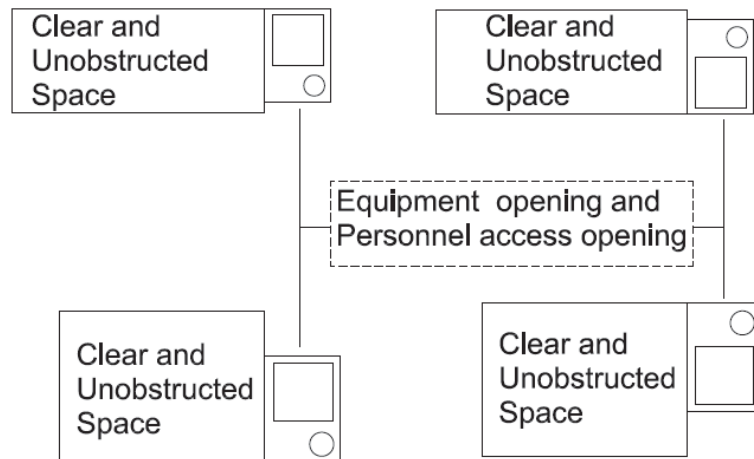 Clear and
Unobstructed
Space
Clear and
Unobstructed
Space
Equipment opening and
Personnel access opening
Clear and
Unobstructed
Space
Clear and
Unobstructed
Space